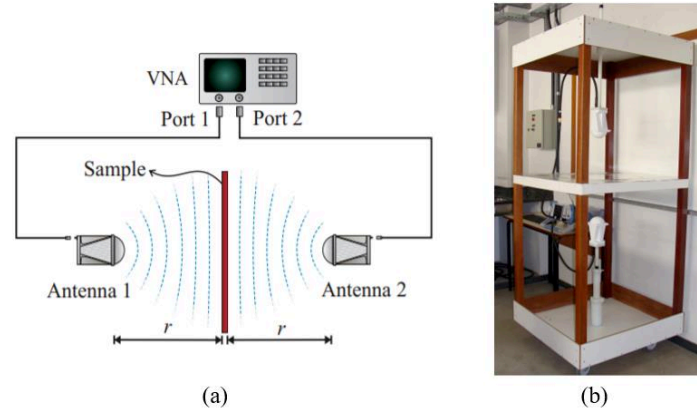 VNA
Port 1
Port 2
Sample
Antenna 1
Antenna 2
r
r
(a)
(b)